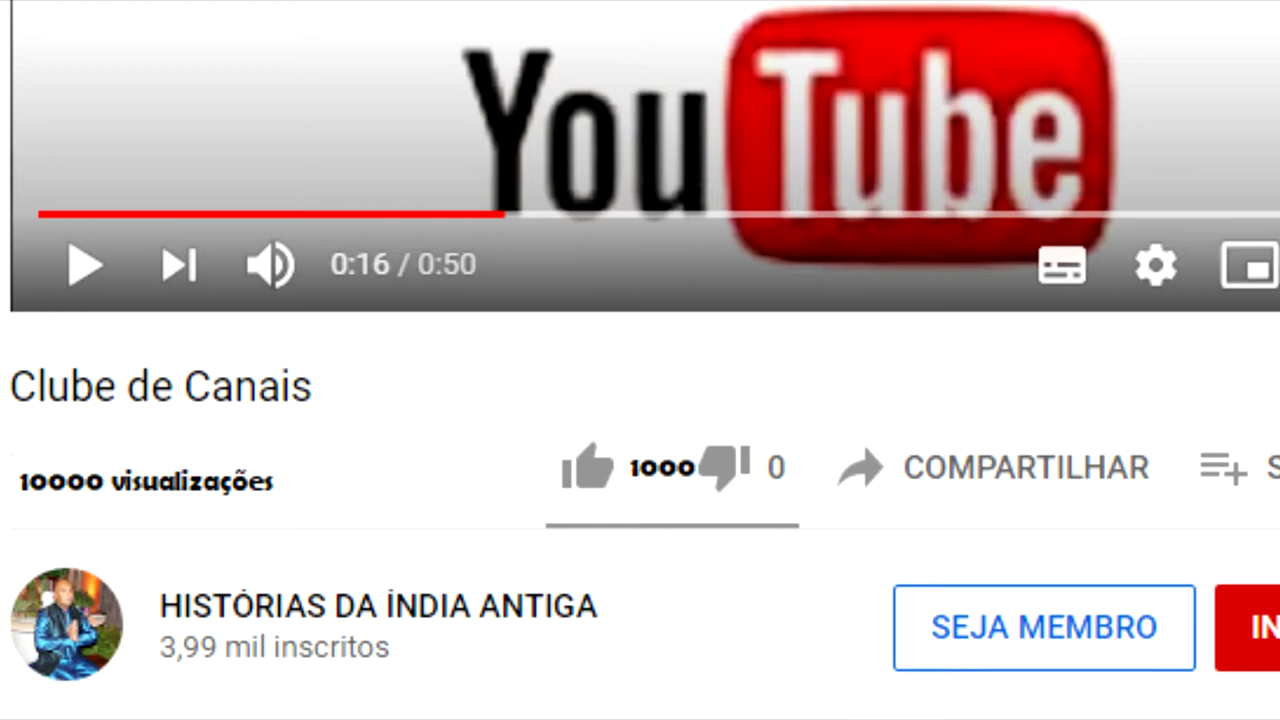 YouTube
0:16 / 0:50
Clube de Canais
10000 visualizações
1000
0
COMPARTILHAR
S
HISTÓRIAS DA ÍNDIA ANTIGA
3,99 mil inscritos
SEJA MEMBRO
IN